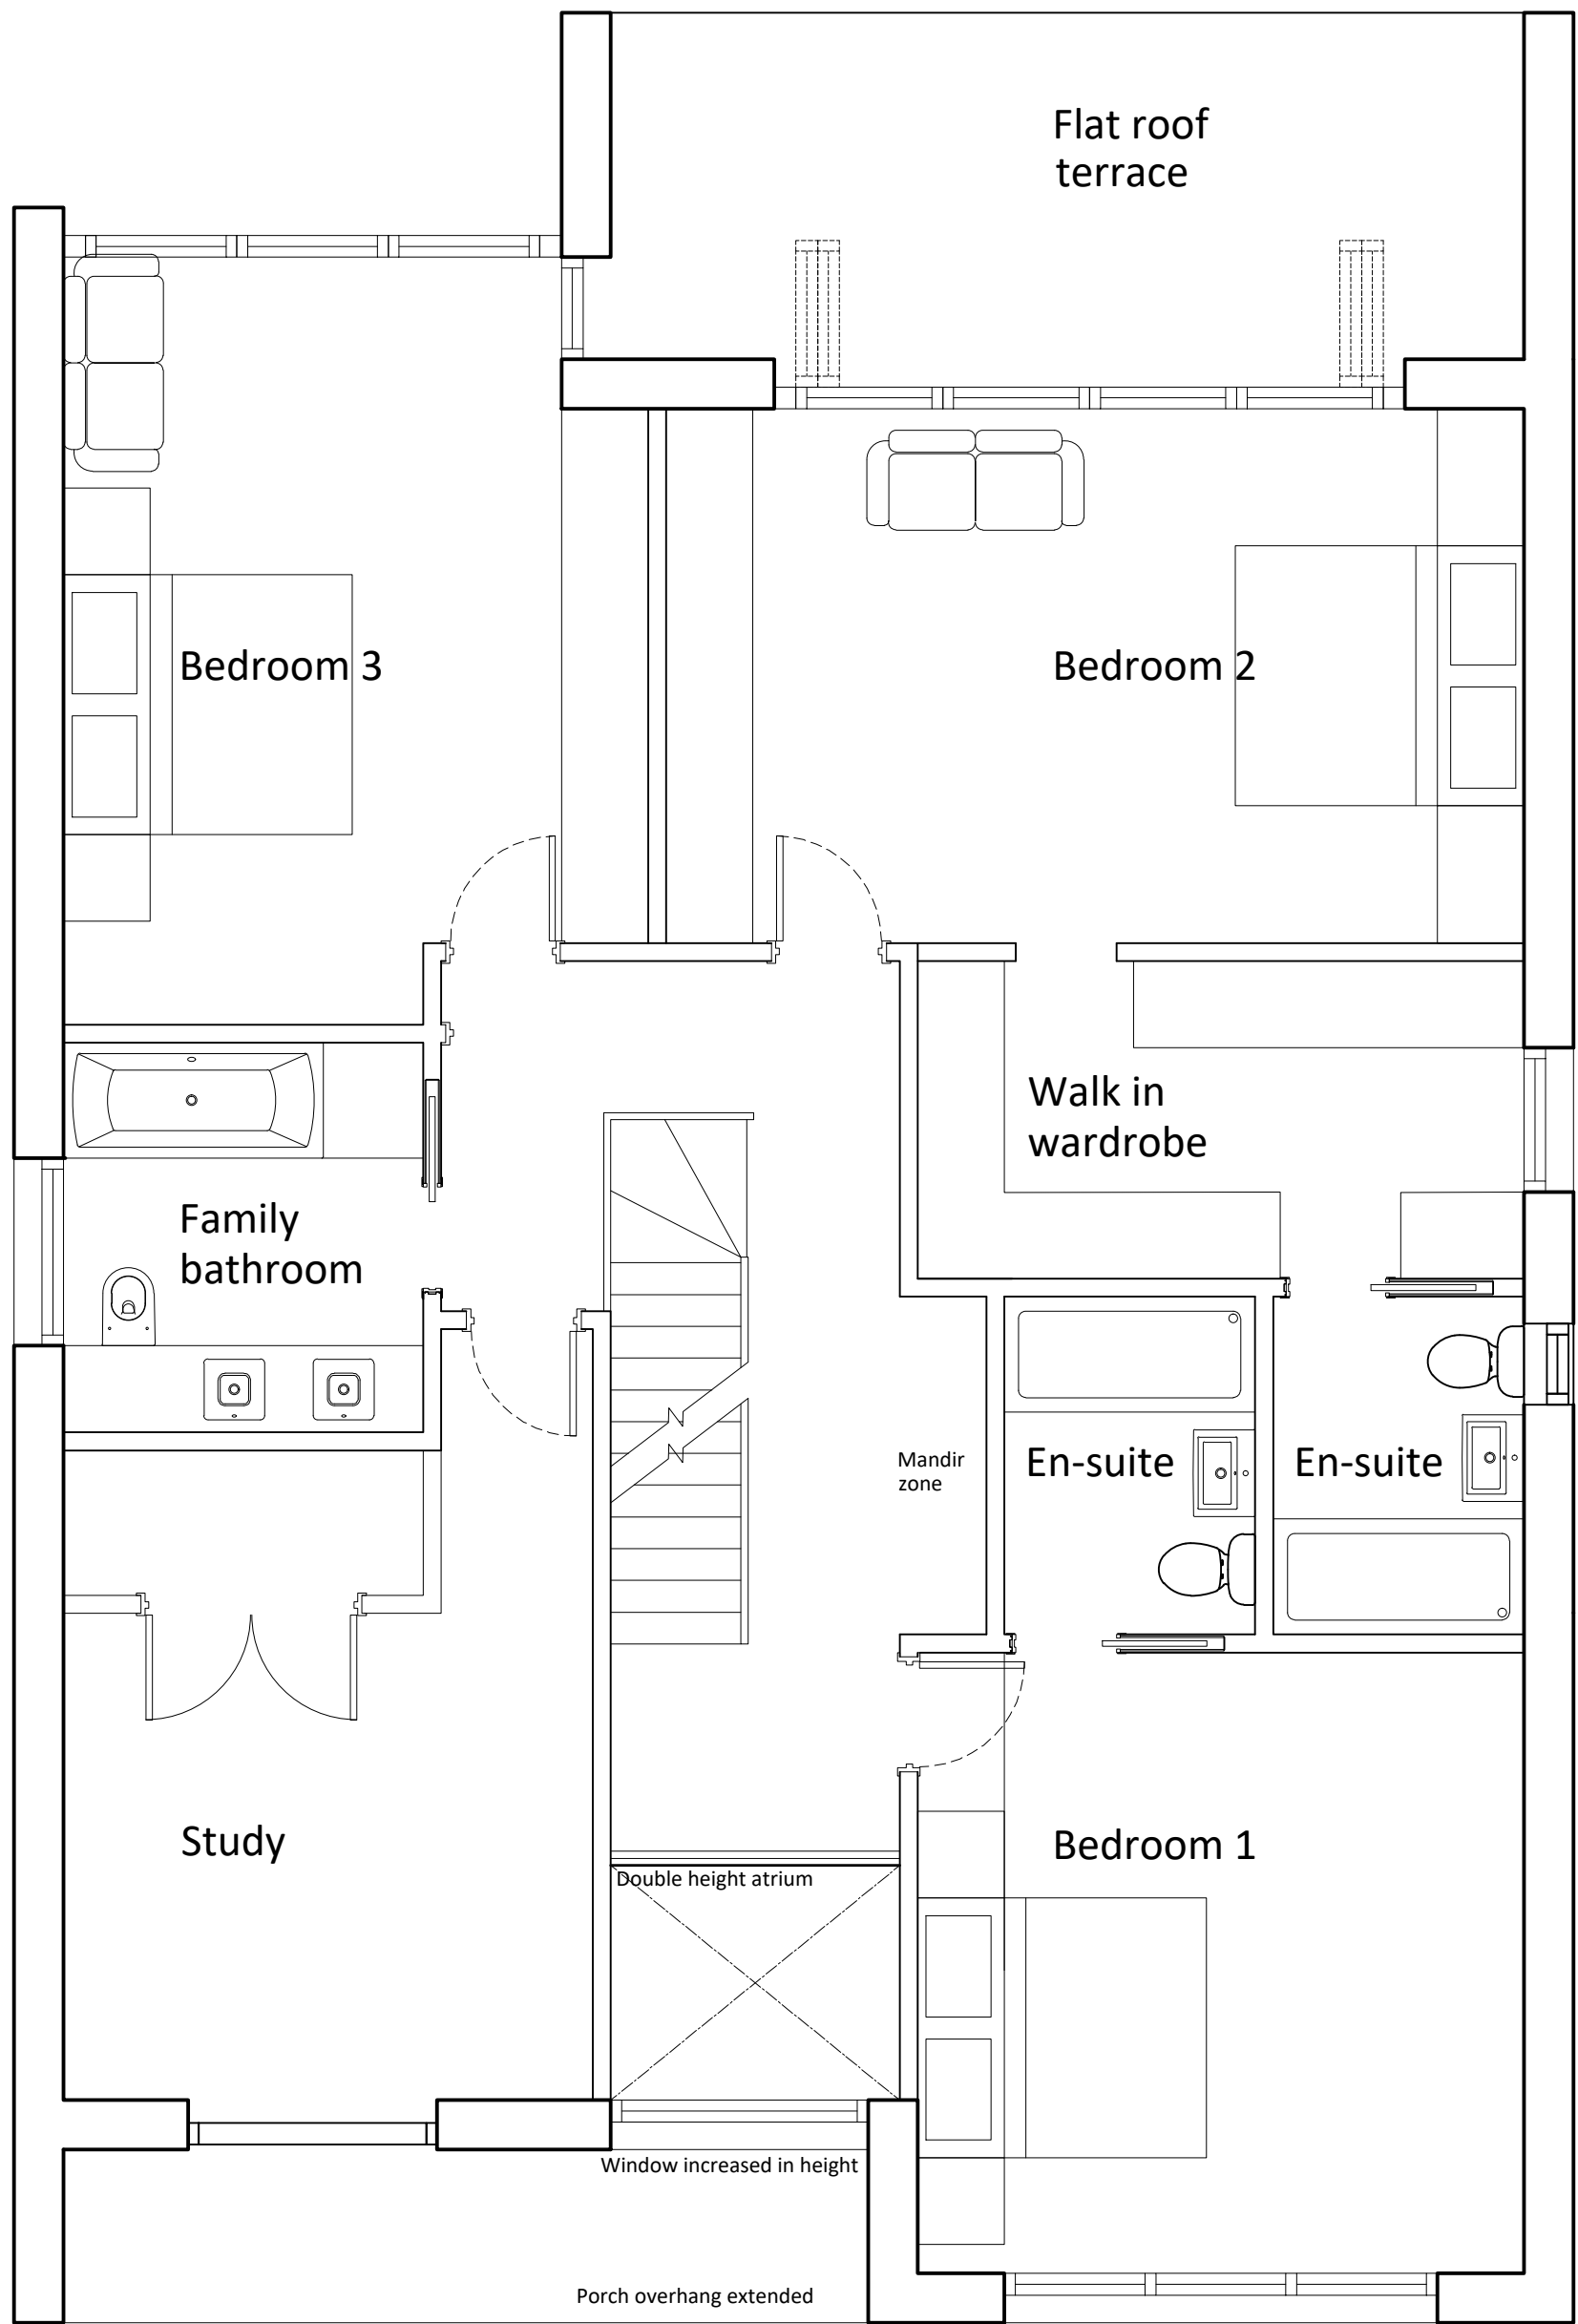 Flat roof
terrace
Bedroom 3
Bedroom 2
Walk in
wardrobe
Family
bathroom
Mandir
zone
En-suite
En-suite
Study
Bedroom 1
Double height atrium
Window increased in height
Porch overhang extended